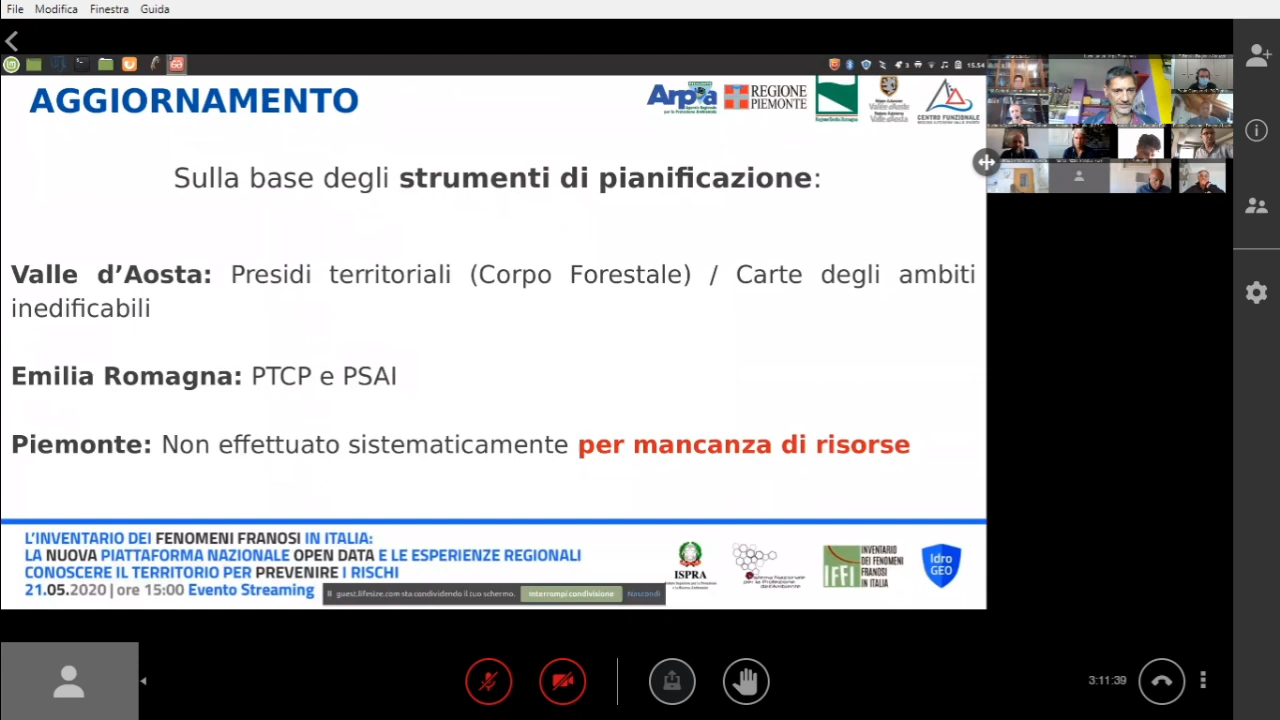 File Modifica Finestra Guida
15.54
AGGIORNAMENTO
Arpa
REGIONE
PIEMONTE
CENTRO FUNZIONALE
Sulla base degli strumenti di pianificazione:
Valle d’Aosta: Presidi territoriali (Corpo Forestale) / Carte degli ambiti
inedificabili
Emilia Romagna: PTCP e PSAI
Piemonte: Non effettuato sistematicamente per mancanza di risorse
L’INVENTARIO DEI FENOMENI FRANOSI IN ITALIA:
LA NUOVA PIATTAFORMA NAZIONALE OPEN DATA E LE ESPERIENZE REGIONALI
CONOSCERE IL TERRITORIO PER PREVENIRE I RISCHI
21.05.2020 | ore 15:00 Evento Streaming
guest.lifesize.com sta condividendo il tuo schermo. Interrompi condivisione Nascondi
ISPRA
IFFI
INVENTARIO
DEI FENOMENI
FRANOSI
IN ITALIA
Idro
GEO
3:11:39